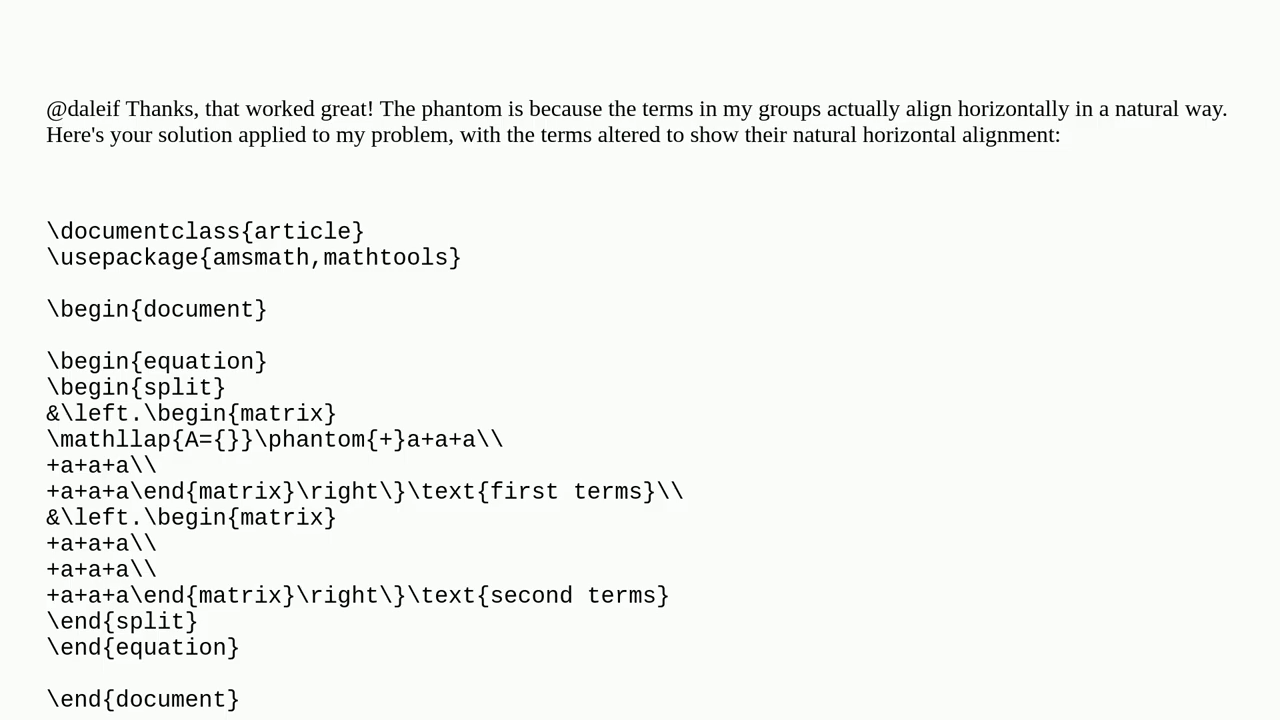 @daleif Thanks, that worked great! The phantom is because the terms in my groups actually align horizontally in a natural way.
Here's your solution applied to my problem, with the terms altered to show their natural horizontal alignment:
\documentclass{article}
\usepackage{amsmath,mathtools}
\begin{document}
\begin{equation}
\begin{split}
&\left.\begin{matrix}
\mathllap{A={}}\phantom{+}a+a+a\\
+a+a+a\\
+a+a+a\end{matrix}\right\}\text{first terms}\\
&\left.\begin{matrix}
+a+a+a\\
+a+a+a\\
+a+a+a\end{matrix}\right\}\text{second terms}
\end{split}
\end{equation}
\end{document}